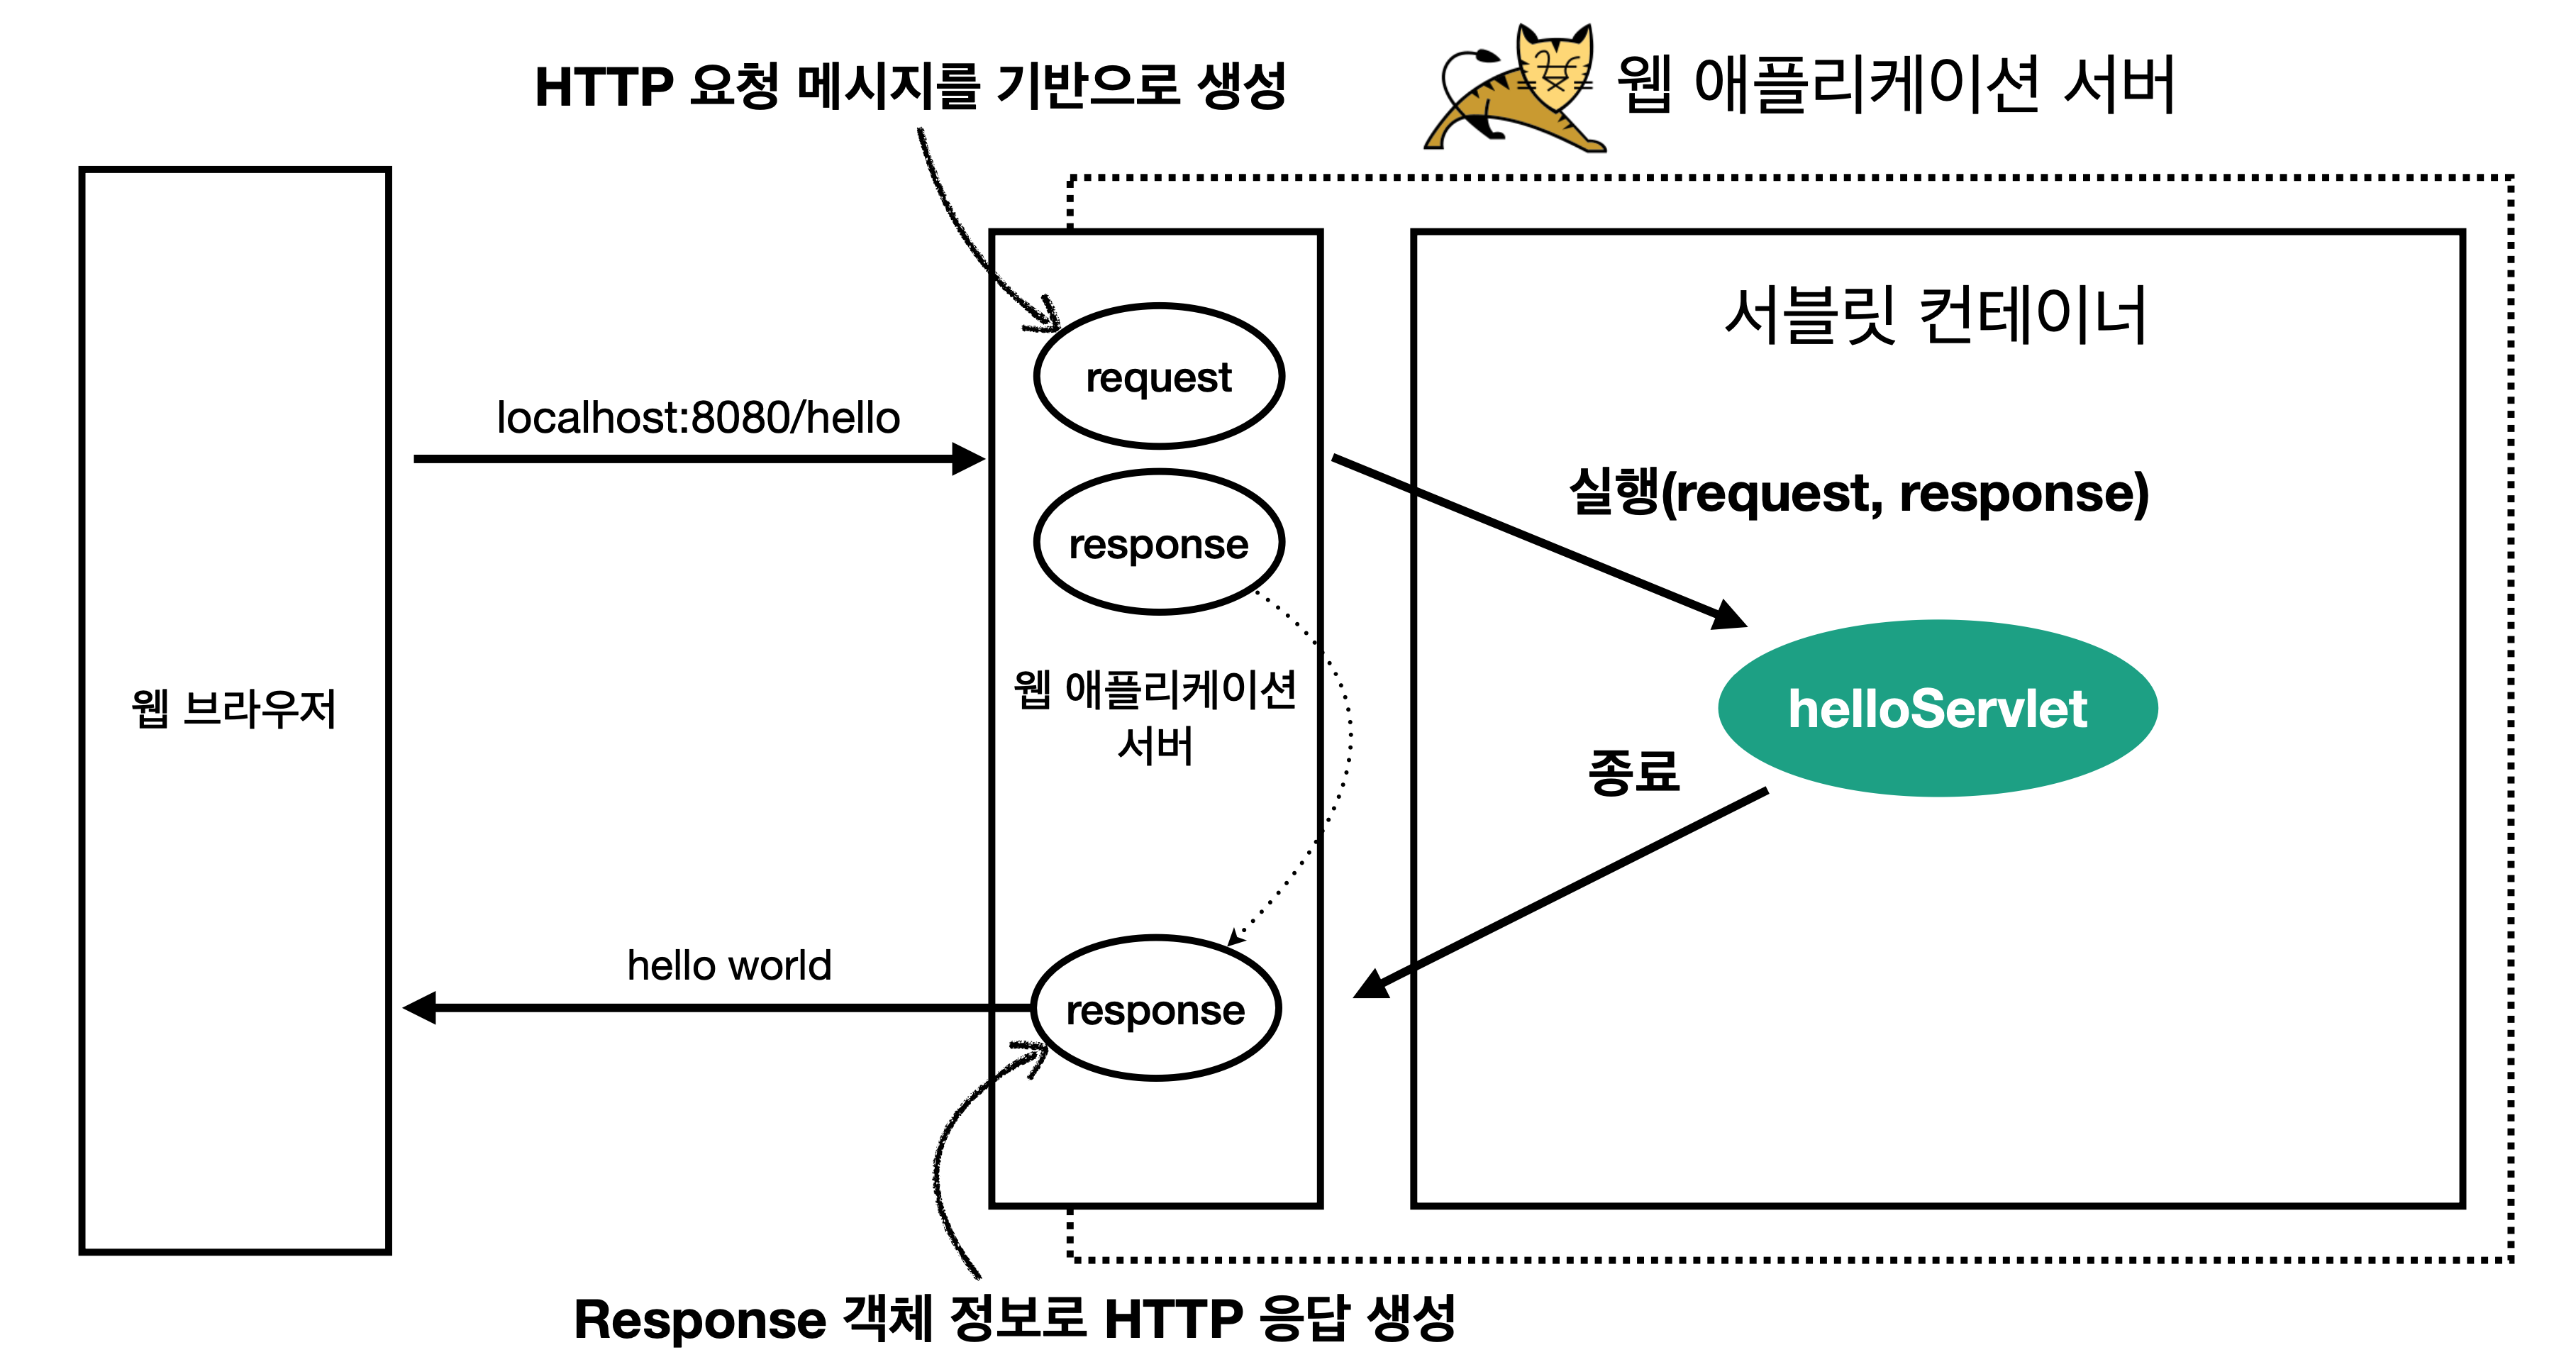 HTTP 요청 메시지를 기반으로 생성
웹 애플리케이션 서버
request
서블릿 컨테이너
localhost:8080/hello
실행(request, response)
response
웹 브라우저
웹 애플리케이션
서버
helloServlet
종료
hello world
response
Response 객체 정보로 HTTP 응답 생성